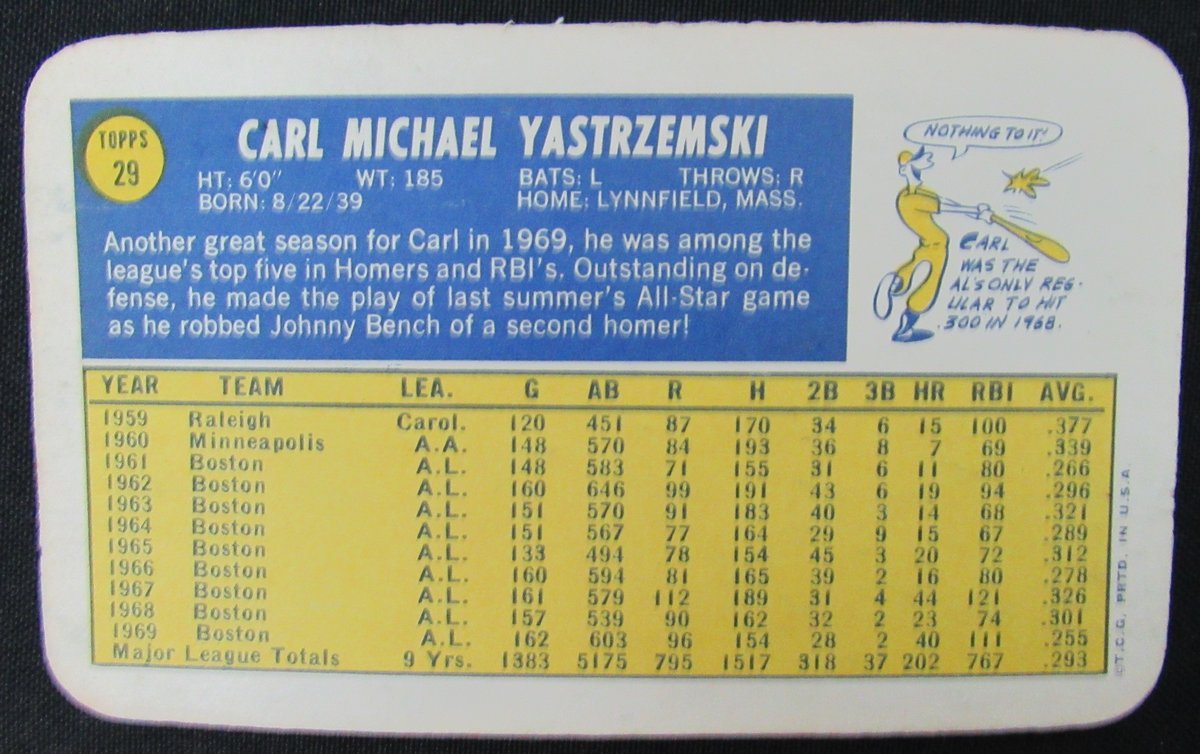 TOPPS
29
CARL MICHAEL YASTRZEMSKI
HT: 6'0" WT: 185 BATS: L THROWS: R
BORN: 8/22/39 HOME: LYNNFIELD, MASS.
Another great season for Carl in 1969, he was among the
league's top five in Homers and RBI's. Outstanding on de-
fense, he made the play of last summer's All-Star game
as he robbed Johnny Bench of a second homer!
NOTHING TO IT!
CARL
WAS THE
AL'S ONLY REG-
ULAR TO HIT
.300 IN 1968.
YEAR TEAM LEA. G AB R H 2B 3B HR RBI AVG.
1959 Raleigh Carol. 120 451 87 170 34 6 15 100 .377
1960 Minneapolis A.A. 148 570 84 193 36 8 7 69 .339
1961 Boston A.L. 148 583 71 155 31 6 11 80 .266
1962 Boston A.L. 160 646 99 191 43 6 19 94 .296
1963 Boston A.L. 151 570 91 183 40 3 14 68 .321
1964 Boston A.L. 151 567 77 164 29 9 15 67 .289
1965 Boston A.L. 133 494 78 154 45 3 20 72 .312
1966 Boston A.L. 160 594 81 165 39 2 16 80 .278
1967 Boston A.L. 161 579 112 189 31 4 44 121 .326
1968 Boston A.L. 157 539 90 162 32 2 23 74 .301
1969 Boston A.L. 162 603 96 154 28 2 40 111 .255
Major League Totals 9 Yrs. 1383 5175 795 1517 318 37 202 767 .293
©T.C.G. PRTD. IN U.S.A